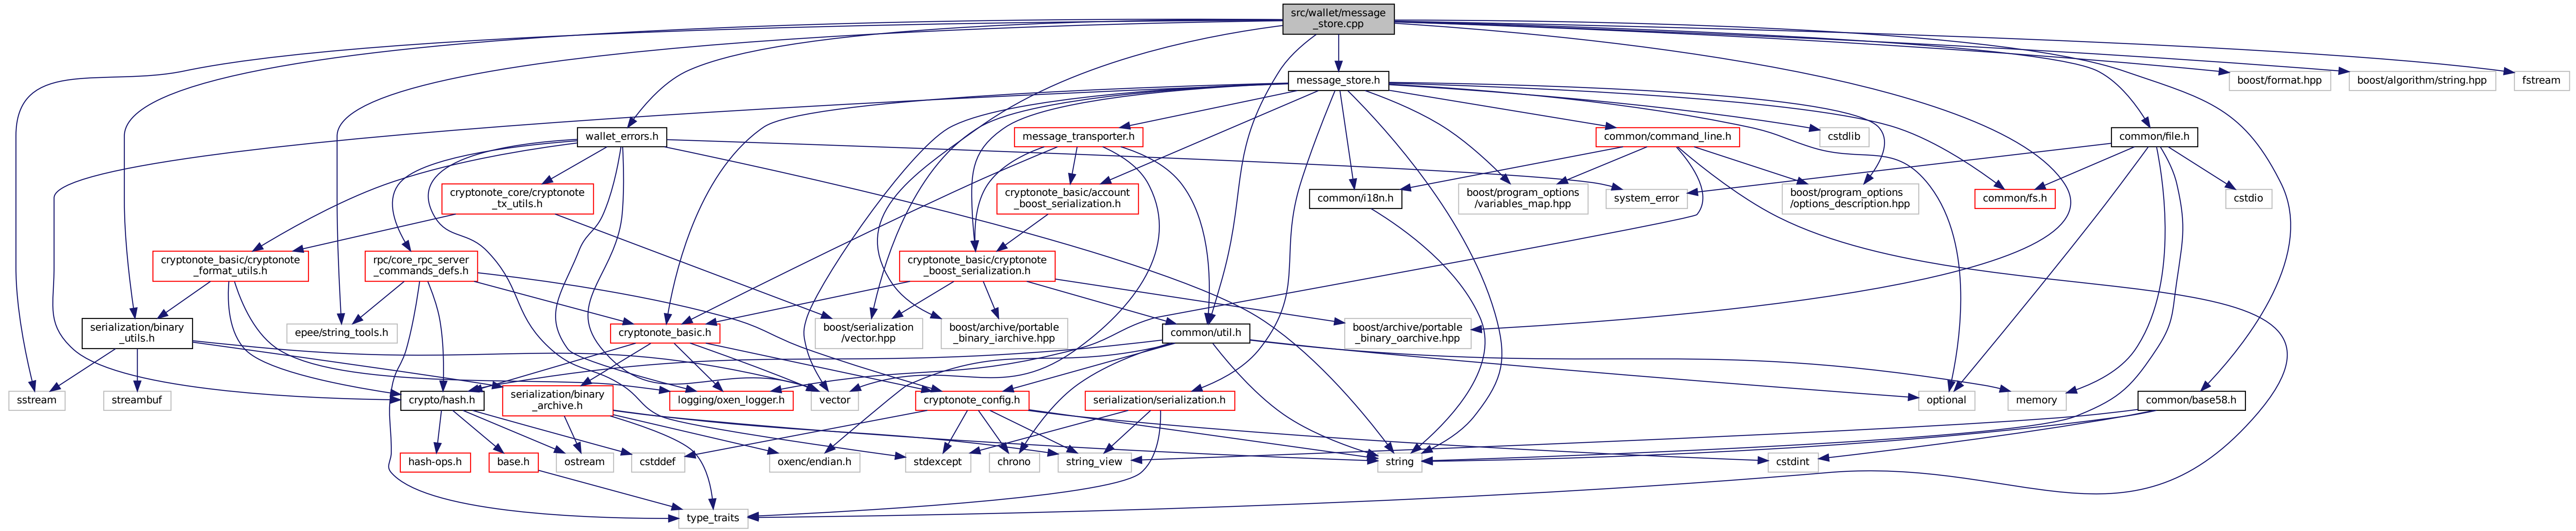 src/wallet/message
_store.cpp
message_store.h
boost/format.hpp
boost/algorithm/string.hpp
fstream
wallet_errors.h
message_transporter.h
common/command_line.h
cstdlib
common/file.h
cryptonote_core/cryptonote
_tx_utils.h
cryptonote_basic/account
_boost_serialization.h
common/i18n.h
boost/program_options
/variables_map.hpp
system_error
boost/program_options
/options_description.hpp
common/fs.h
cstdio
cryptonote_basic/cryptonote
_format_utils.h
rpc/core_rpc_server
_commands_defs.h
cryptonote_basic/cryptonote
_boost_serialization.h
serialization/binary
_utils.h
epee/string_tools.h
cryptonote_basic.h
boost/serialization
/vector.hpp
boost/archive/portable
_binary_iarchive.hpp
common/util.h
boost/archive/portable
_binary_oarchive.hpp
sstream
streambuf
crypto/hash.h
serialization/binary
_archive.h
logging/oxen_logger.h
vector
cryptonote_config.h
serialization/serialization.h
optional
memory
common/base58.h
hash-ops.h
base.h
ostream
cstddef
oxenc/endian.h
stdexcept
chrono
string_view
string
cstdint
type_traits